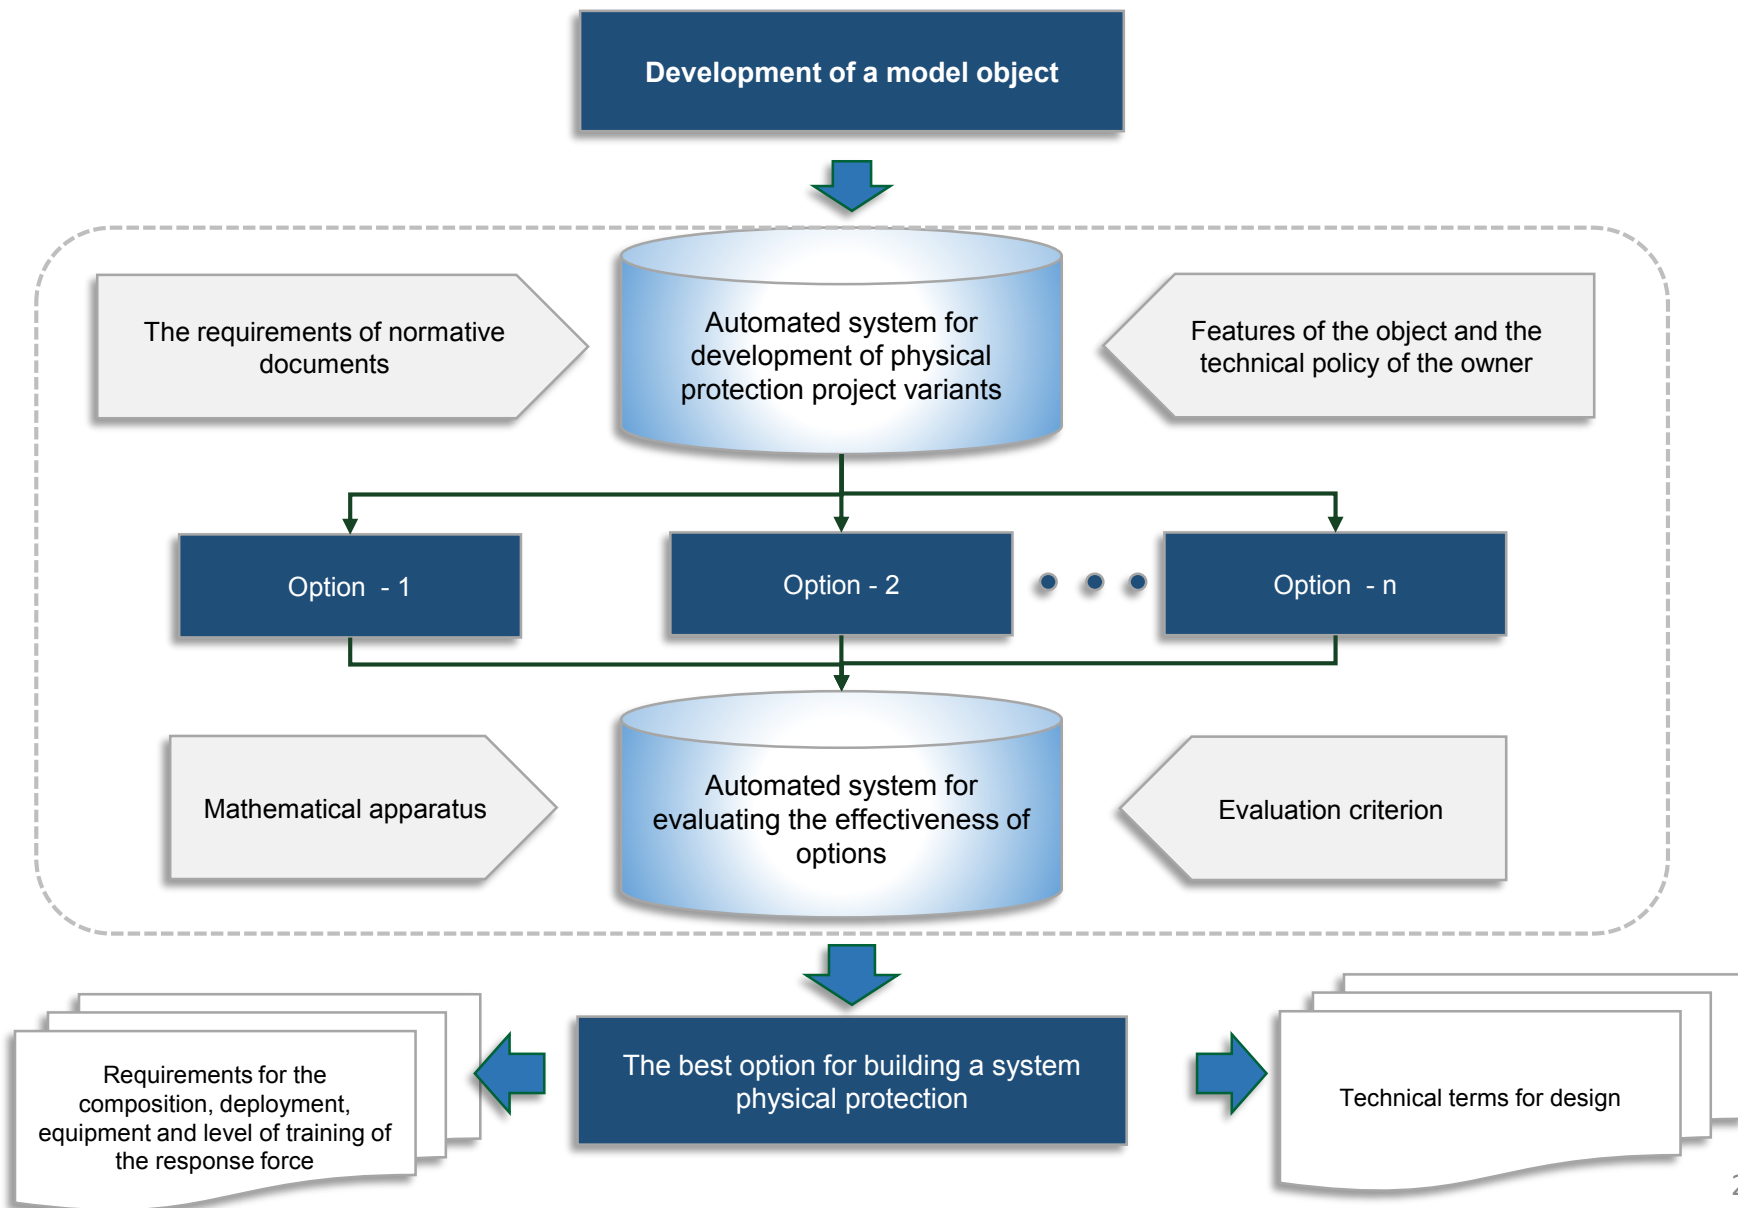 Development of a model object
The requirements of normative
documents
Automated system for
development of physical
protection project variants
Features of the object and the
technical policy of the owner
Option - 1
Option - 2
Option - n
Mathematical apparatus
Automated system for
evaluating the effectiveness of
options
Evaluation criterion
Requirements for the
composition, deployment,
equipment and level of training of
the response force
The best option for building a system
physical protection
Technical terms for design
2